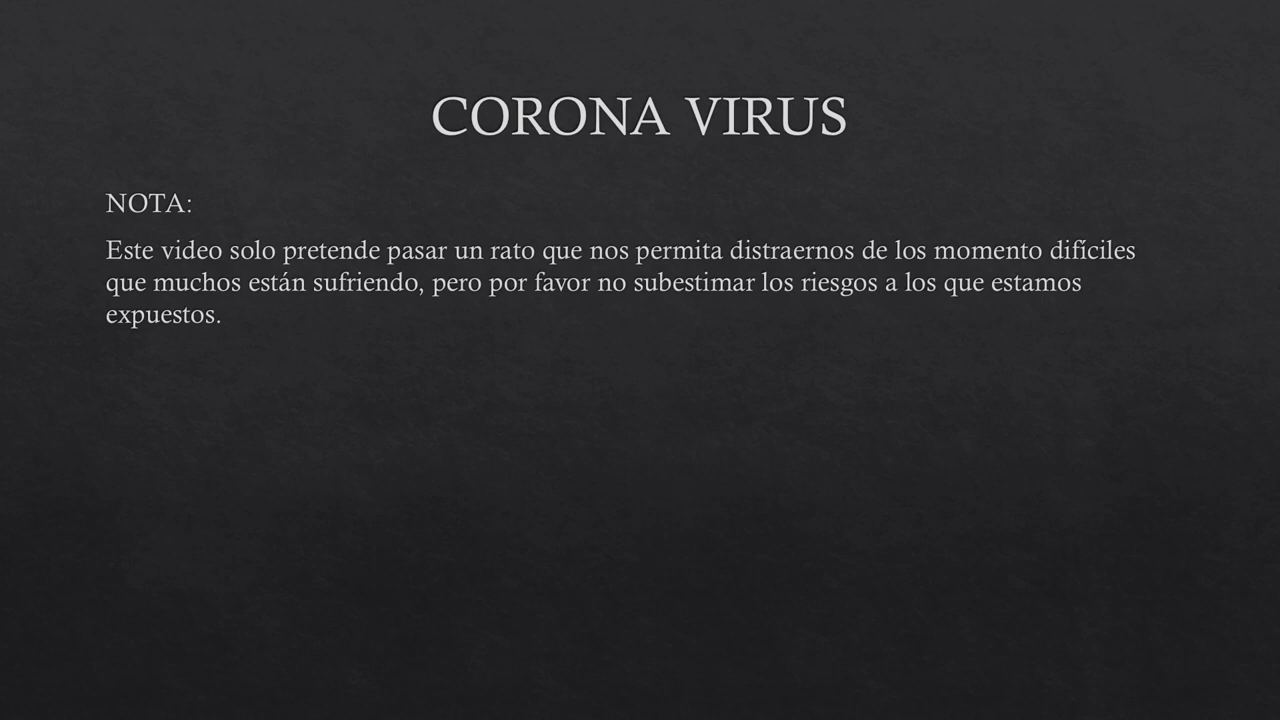 CORONA VIRUS
NOTA:
Este video solo pretende pasar un rato que nos permita distraernos de los momento difíciles
que muchos están sufriendo, pero por favor no subestimar los riesgos a los que estamos
expuestos.